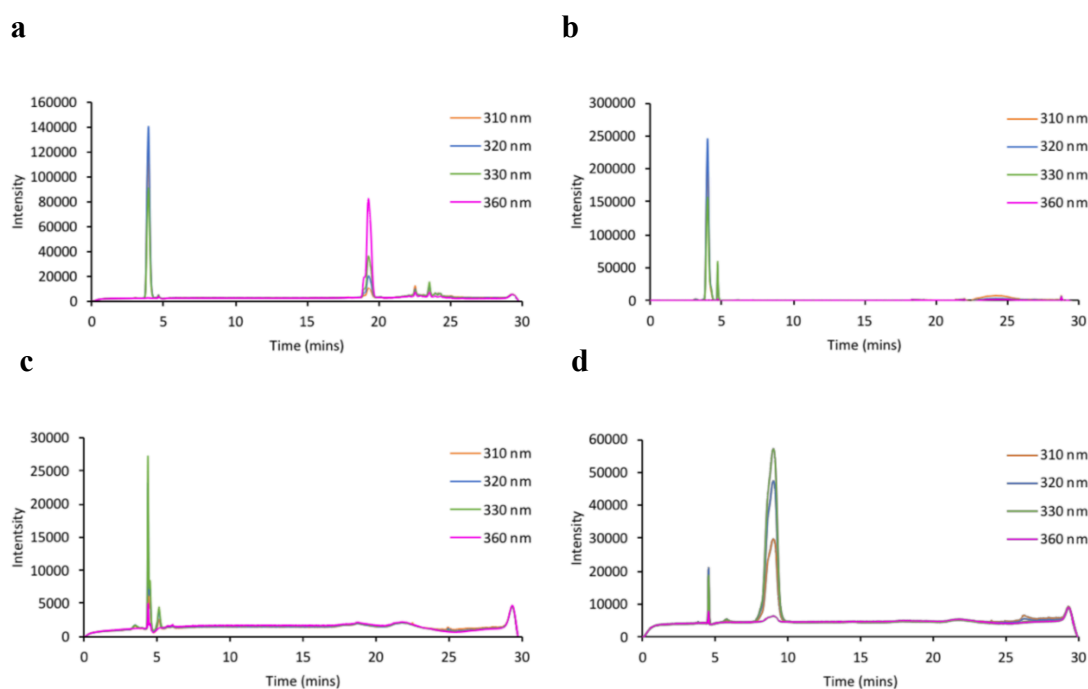 a
b
160000
140000
120000
100000
80000
60000
40000
20000
0
Intensity
0 5 10 15 20 25 30
Time (mins)
310 nm
320 nm
330 nm
360 nm
300000
250000
200000
150000
100000
50000
0
Intensity
0 5 10 15 20 25 30
Time (mins)
310 nm
320 nm
330 nm
360 nm
c
d
30000
25000
20000
15000
10000
5000
0
Intentsity
0 5 10 15 20 25 30
Time (mins)
310 nm
320 nm
330 nm
360 nm
60000
50000
40000
30000
20000
10000
0
Intensity
0 5 10 15 20 25 30
Time (mins)
310 nm
320 nm
330 nm
360 nm